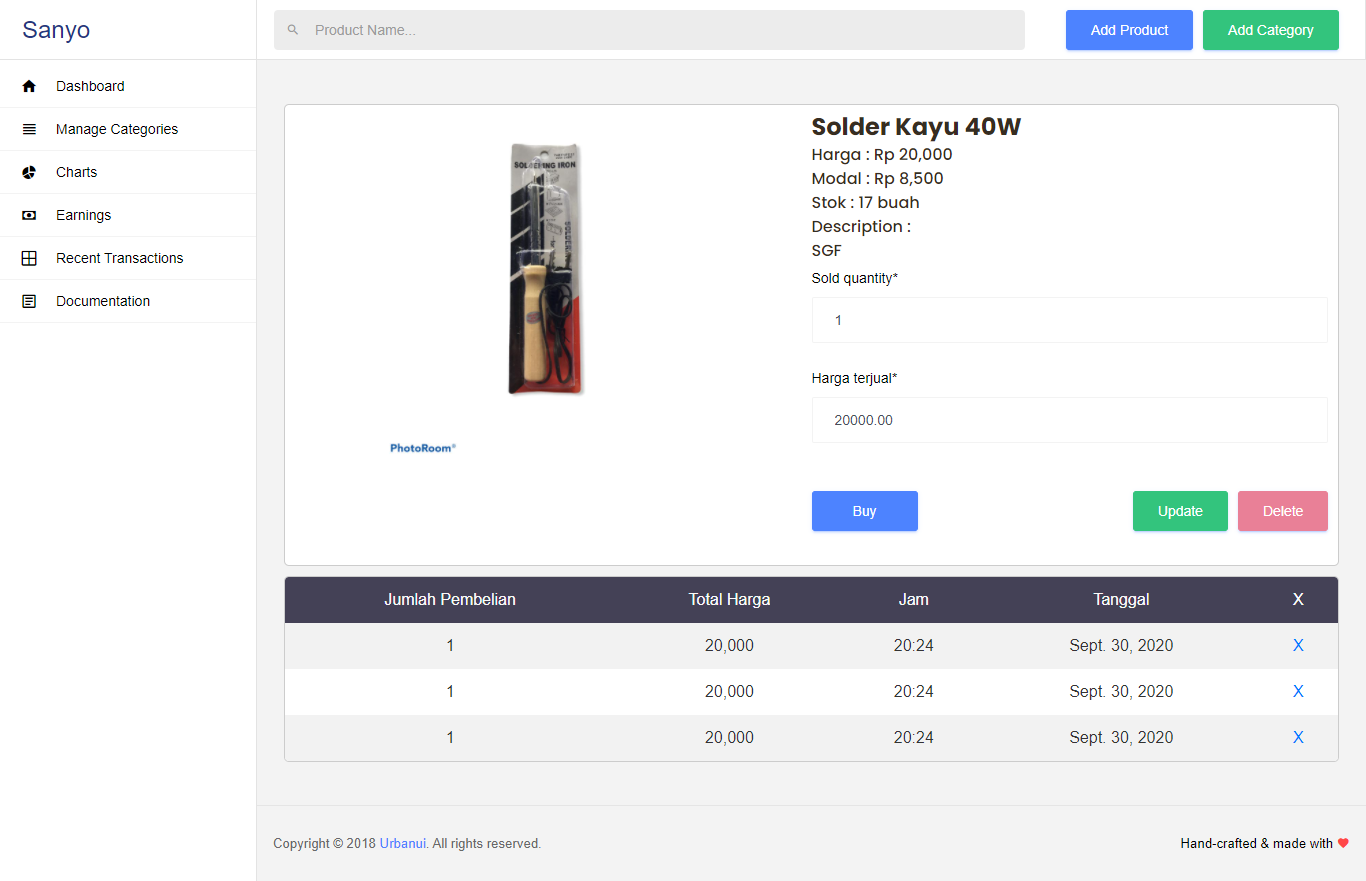 Sanyo
Product Name...
Add Product
Add Category
Dashboard
Manage Categories
Charts
Earnings
Recent Transactions
Documentation
SOLDERING IRON
PhotoRoom®
Solder Kayu 40W
Harga : Rp 20,000
Modal : Rp 8,500
Stok : 17 buah
Description :
SGF
Sold quantity*
1
Harga terjual*
20000.00
Buy
Update
Delete
Jumlah Pembelian Total Harga Jam Tanggal X
1 20,000 20:24 Sept. 30, 2020 X
1 20,000 20:24 Sept. 30, 2020 X
1 20,000 20:24 Sept. 30, 2020 X
Copyright © 2018 Urbanui. All rights reserved.
Hand-crafted & made with